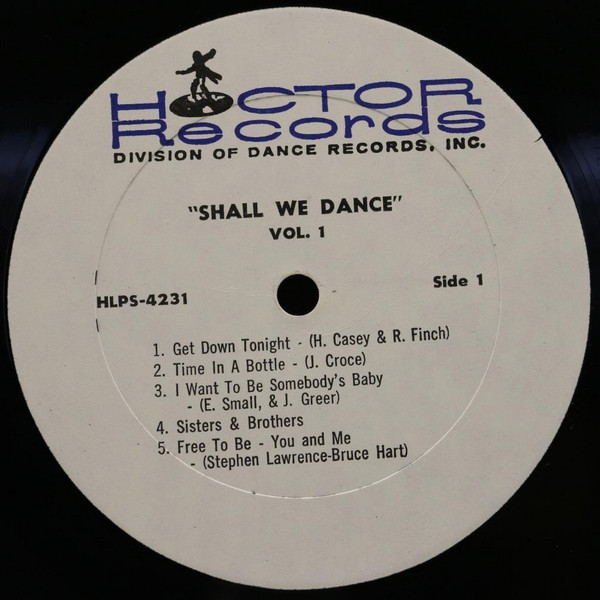 HOCTOR
Records
DIVISION OF DANCE RECORDS, INC.
"SHALL WE DANCE"
VOL. 1
HLPS-4231
Side 1
1. Get Down Tonight - (H. Casey & R. Finch)
2. Time In A Bottle - (J. Croce)
3. I Want To Be Somebody's Baby
- (E. Small, & J. Greer)
4. Sisters & Brothers
5. Free To Be - You and Me
- (Stephen Lawrence-Bruce Hart)